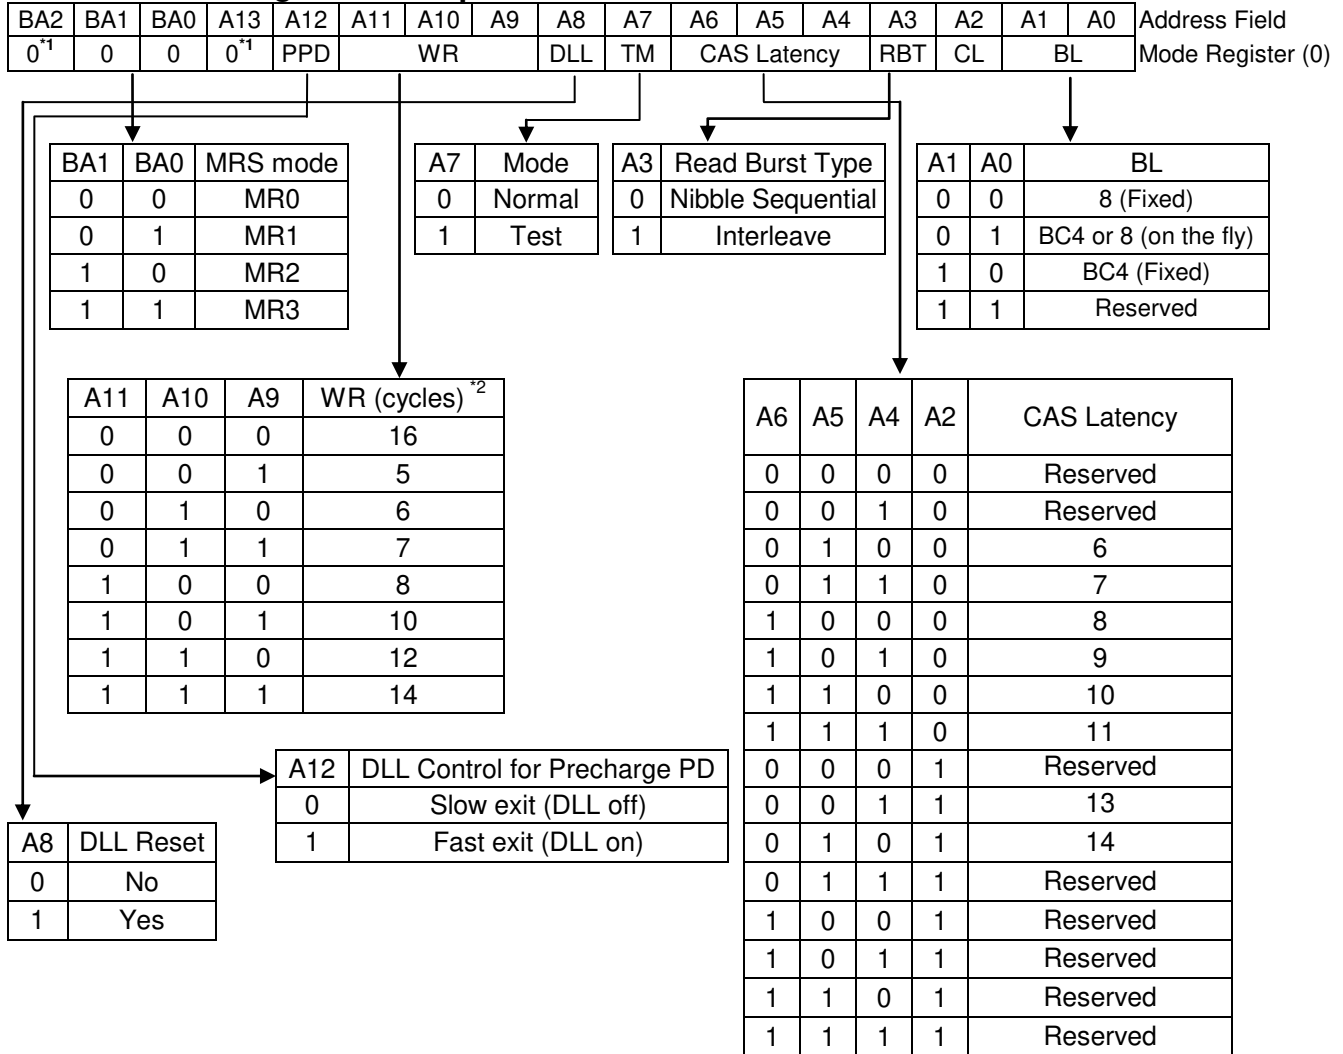 BA2 BA1 BA0 A13 A12 A11 A10 A9 A8 A7 A6 A5 A4 A3 A2 A1 A0 Address Field
0*1 0 0 0*1 PPD WR DLL TM CAS Latency RBT CL BL Mode Register (0)
BA1 BA0 MRS mode
0 0 MR0
0 1 MR1
1 0 MR2
1 1 MR3
A7 Mode
0 Normal
1 Test
A3 Read Burst Type
0 Nibble Sequential
1 Interleave
A1 A0 BL
0 0 8 (Fixed)
0 1 BC4 or 8 (on the fly)
1 0 BC4 (Fixed)
1 1 Reserved
A11 A10 A9 WR (cycles) *2
0 0 0 16
0 0 1 5
0 1 0 6
0 1 1 7
1 0 0 8
1 0 1 10
1 1 0 12
1 1 1 14
A6 A5 A4 A2 CAS Latency
0 0 0 0 Reserved
0 0 1 0 Reserved
0 1 0 0 6
0 1 1 0 7
1 0 0 0 8
1 0 1 0 9
1 1 0 0 10
1 1 1 0 11
0 0 0 1 Reserved
0 0 1 1 13
0 1 0 1 14
0 1 1 1 Reserved
1 0 0 1 Reserved
1 0 1 1 Reserved
1 1 0 1 Reserved
1 1 1 1 Reserved
A12 DLL Control for Precharge PD
0 Slow exit (DLL off)
1 Fast exit (DLL on)
A8 DLL Reset
0 No
1 Yes